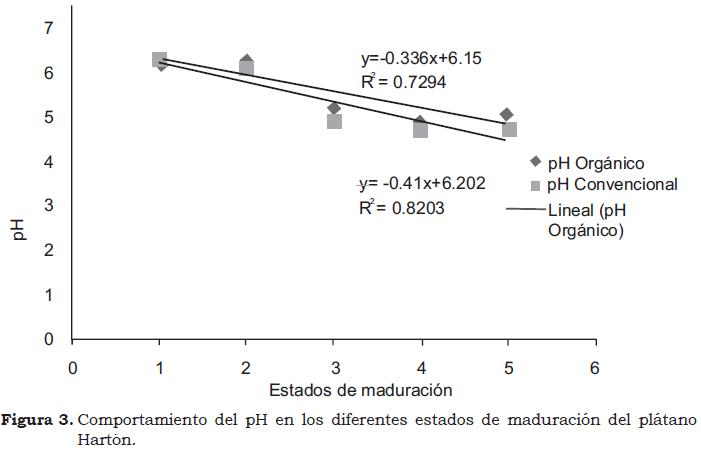 7
6
5
4
3
2
1
0
pH
y=-0.336x+6.15
R²= 0.7294
y= -0.41x+6.202
R²= 0.8203
pH Orgánico
pH Convencional
Lineal (pH
Orgánico)
0 1 2 3 4 5 6
Estados de maduración
Figura 3. Comportamiento del pH en los diferentes estados de maduración del plátano
Hartòn.